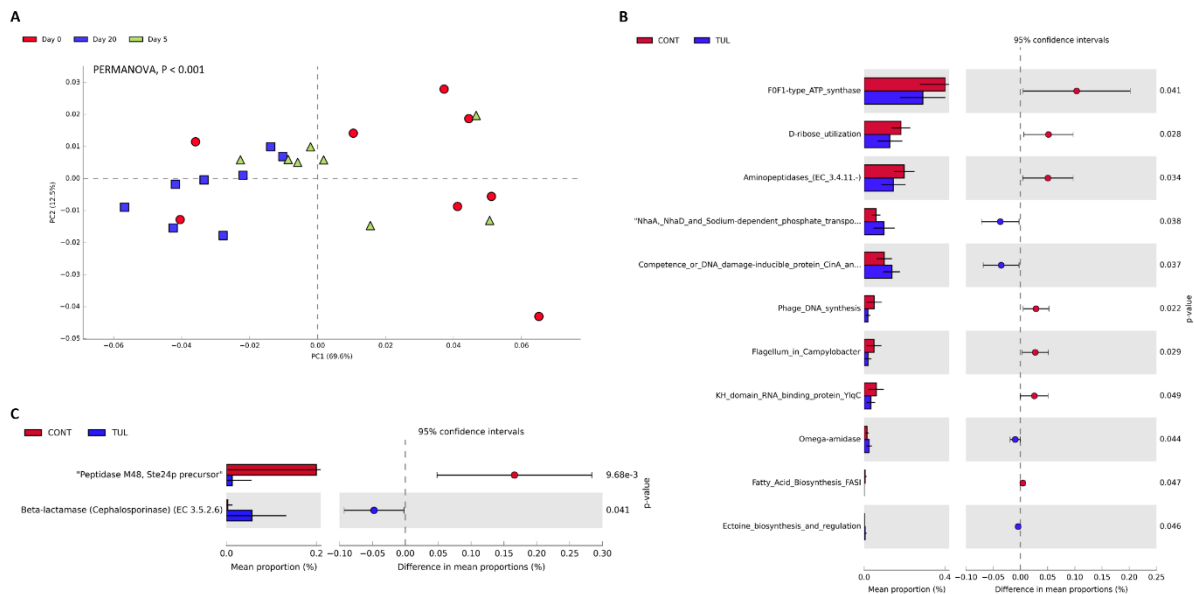 A
Day 0 Day 20 Day 5
PERMANOVA, P < 0.001
0.03
0.02
0.01
0.00
−0.01
−0.02
−0.03
−0.04
−0.05
PC2 (12.5%)
−0.06 −0.04 −0.02 0.00 0.02 0.04 0.06
PC1 (69.6%)
B
CONT TUL
95% confidence intervals
F0F1-type_ATP_synthase 0.041
D-ribose_utilization 0.028
Aminopeptidases_(EC_3.4.11.-) 0.034
"NhaA,_NhaD_and_Sodium-dependent_phosphate_transpo... 0.038
Competence_or_DNA_damage-inducible_protein_CinA_an... 0.037
Phage_DNA_synthesis 0.022
Flagellum_in_Campylobacter 0.029
KH_domain_RNA_binding_protein_YlqC 0.049
Omega-amidase 0.044
Fatty_Acid_Biosynthesis_FASI 0.047
Ectoine_biosynthesis_and_regulation 0.046
p-value
0.0 0.4 −0.10 −0.05 0.00 0.05 0.10 0.15 0.20 0.25
Mean proportion (%) Difference in mean proportions (%)
C
CONT TUL
95% confidence intervals
"Peptidase M48, Ste24p precursor" 9.68e-3
Beta-lactamase (Cephalosporinase) (EC 3.5.2.6) 0.041
p-value
0.0 0.2 −0.10 −0.05 0.00 0.05 0.10 0.15 0.20 0.25 0.30
Mean proportion (%) Difference in mean proportions (%)